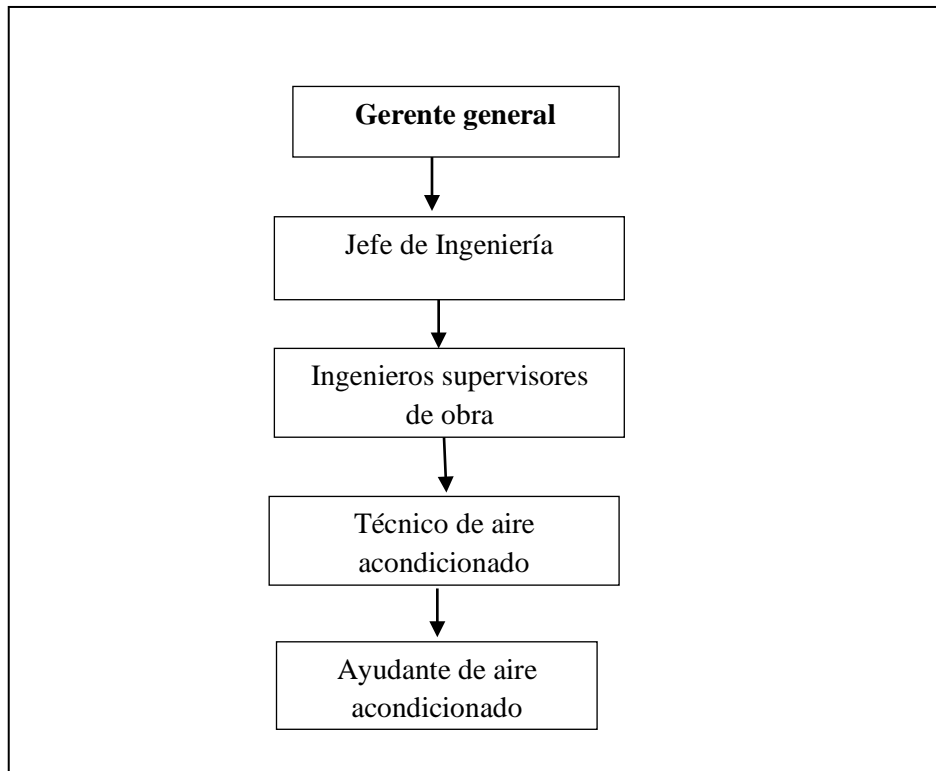 Gerente general
Jefe de Ingeniería
Ingenieros supervisores
de obra
Técnico de aire
acondicionado
Ayudante de aire
acondicionado